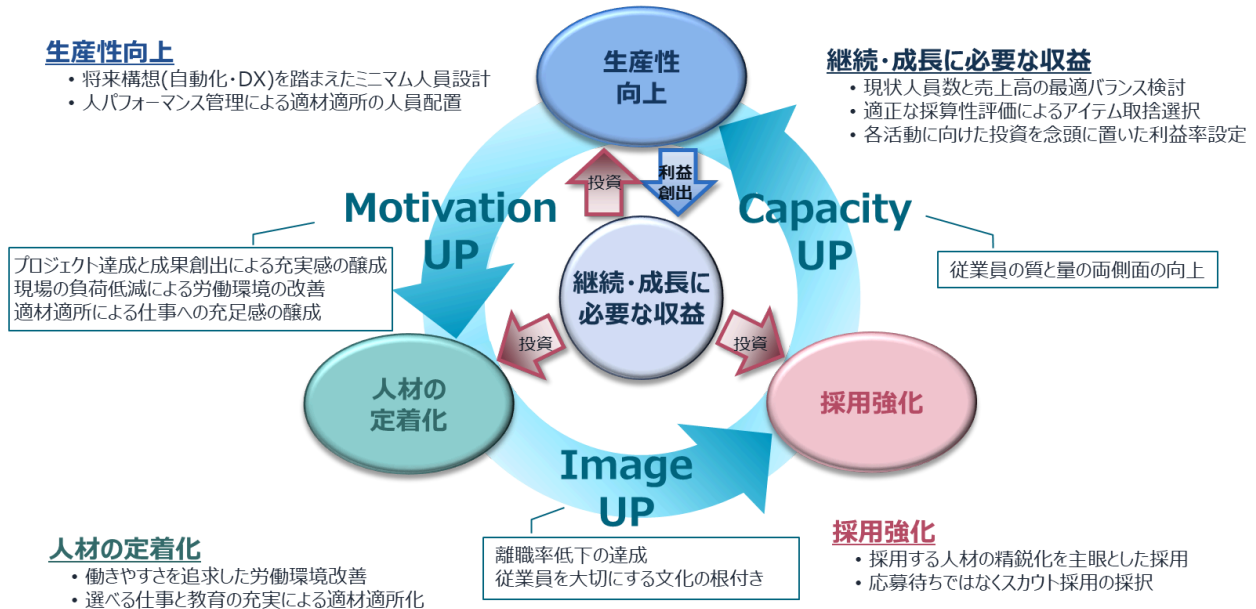 生産性向上
• 将来構想(自動化・DX)を踏まえたミニマム人員設計
• 人パフォーマンス管理による適材適所の人員配置
生産性
向上
継続・成長に必要な収益
• 現状人員数と売上高の最適バランス検討
• 適正な採算性評価によるアイテム取捨選択
• 各活動に向けた投資を念頭に置いた利益率設定
投資
利益
創出
Motivation
UP
Capacity
UP
プロジェクト達成と成果創出による充実感の醸成
現場の負荷低減による労働環境の改善
適材適所による仕事への充足感の醸成
継続・成長に
必要な収益
従業員の質と量の両側面の向上
投資
投資
人材の
定着化
採用強化
Image
UP
離職率低下の達成
従業員を大切にする文化の根付き
人材の定着化
• 働きやすさを追求した労働環境改善
• 選べる仕事と教育の充実による適材適所化
採用強化
• 採用する人材の精鋭化を主眼とした採用
• 応募待ちではなくスカウト採用の採択